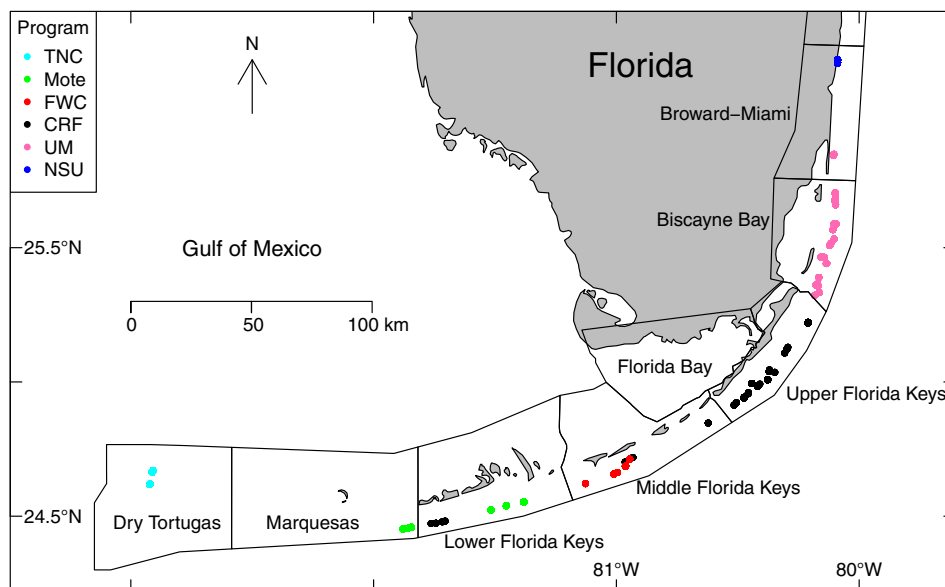 Program
TNC
Mote
FWC
CRF
UM
NSU
N
Florida
Broward–Miami
Biscayne Bay
25.5°N
Gulf of Mexico
0 50 100 km
Florida Bay
Upper Florida Keys
Middle Florida Keys
24.5°N
Dry Tortugas
Marquesas
Lower Florida Keys
81°W
80°W